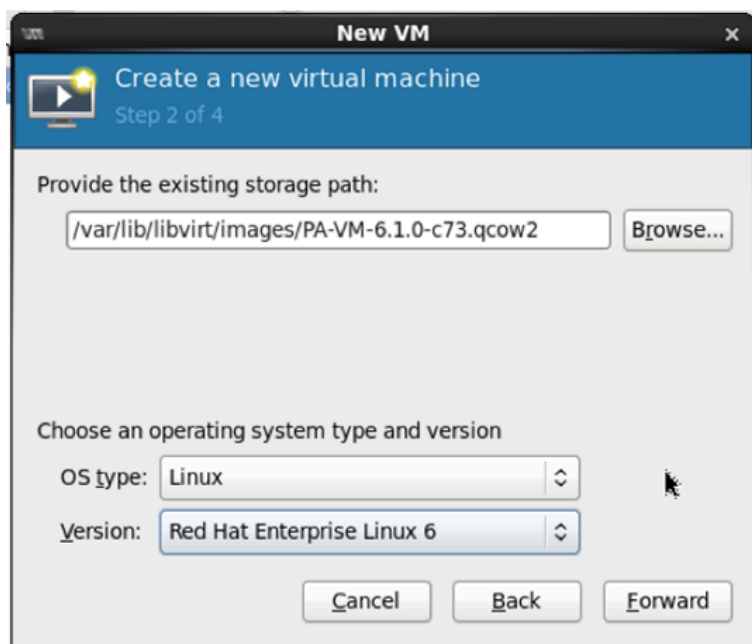 New VM
Create a new virtual machine
Step 2 of 4
Provide the existing storage path:
/var/lib/libvirt/images/PA-VM-6.1.0-c73.qcow2 Browse...
Choose an operating system type and version
OS type: Linux
Version: Red Hat Enterprise Linux 6
Cancel Back Forward